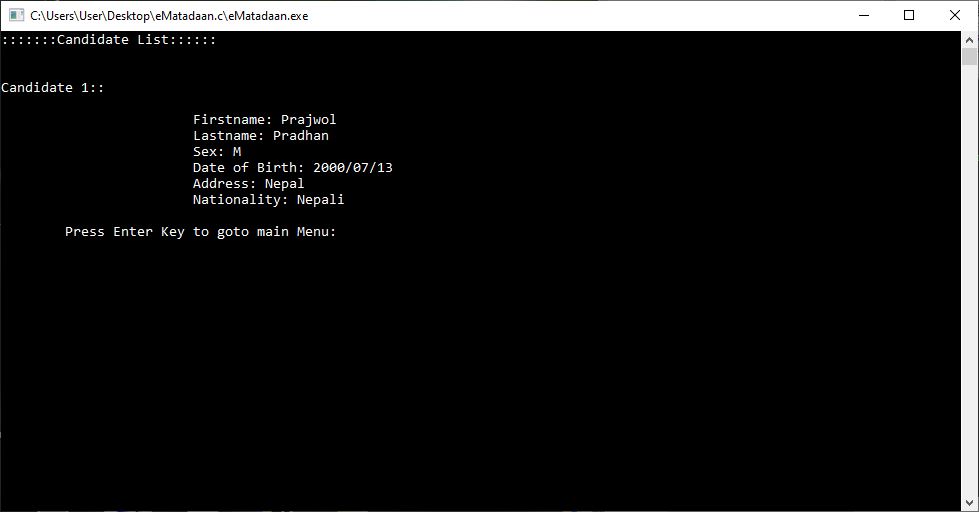 C:\Users\User\Desktop\eMatadaan.c\eMatadaan.exe
:::::::Candidate List::::::
Candidate 1::
Firstname: Prajwol
Lastname: Pradhan
Sex: M
Date of Birth: 2000/07/13
Address: Nepal
Nationality: Nepali
Press Enter Key to goto main Menu: